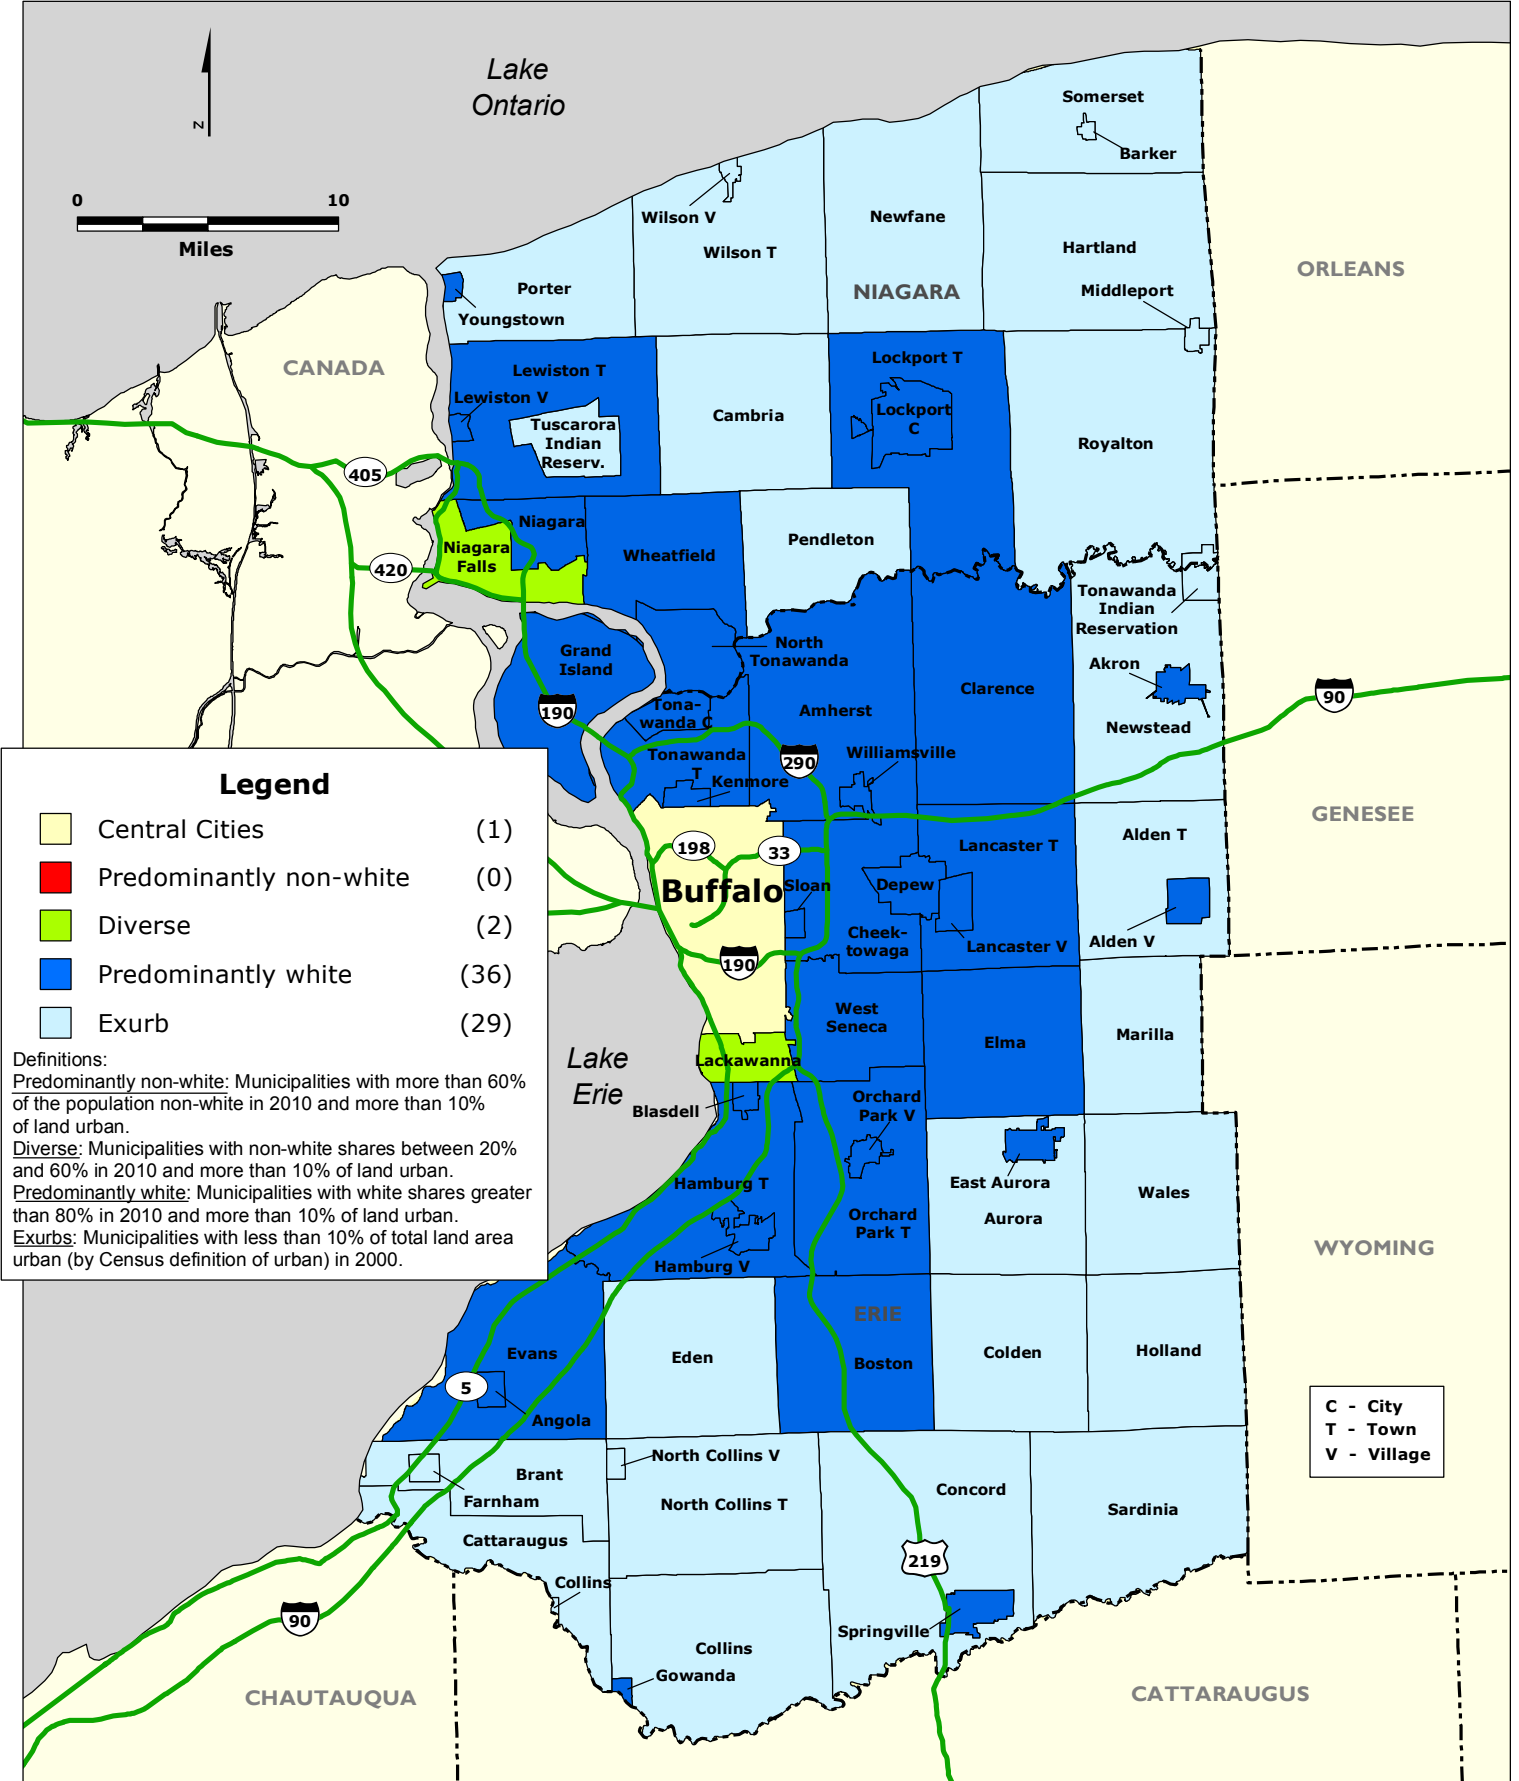 Lake
Ontario
N
0 10
Miles
Somerset
Barker
Wilson V
Wilson T
Newfane
Hartland
Middleport
NIAGARA
ORLEANS
Porter
Youngstown
CANADA
Lewiston T
Lewiston V
Tuscarora
Indian
Reserv.
Cambria
Lockport T
Lockport
C
Royalton
405
Niagara
Niagara
Falls
420
Wheatfield
Pendleton
Tonawanda
Indian
Reservation
Grand
Island
North
Tonawanda
Akron
Clarence
Newstead
90
190
Tona-
wanda C
Amherst
Tonawanda
T
Kenmore
290
Williamsville
GENESEE
198
33
Buffalo
Sloan
Depew
Lancaster T
Alden T
Cheek-
towaga
Lancaster V
Alden V
190
West
Seneca
Elma
Marilla
Lake
Erie
Lackawanna
Blasdell
Orchard
Park V
Hamburg T
East Aurora
Aurora
Wales
Orchard
Park T
Hamburg V
WYOMING
ERIE
Evans
Eden
Boston
Colden
Holland
5
Angola
North Collins V
Brant
Farnham
North Collins T
Concord
Sardinia
Cattaraugus
219
Collins
90
Springville
Collins
Gowanda
CHAUTAUQUA
CATTARAUGUS
Legend
Central Cities (1)
Predominantly non-white (0)
Diverse (2)
Predominantly white (36)
Exurb (29)
Definitions:
Predominantly non-white: Municipalities with more than 60%
of the population non-white in 2010 and more than 10%
of land urban.
Diverse: Municipalities with non-white shares between 20%
and 60% in 2010 and more than 10% of land urban.
Predominantly white: Municipalities with white shares greater
than 80% in 2010 and more than 10% of land urban.
Exurbs: Municipalities with less than 10% of total land area
urban (by Census definition of urban) in 2000.
C - City
T - Town
V - Village